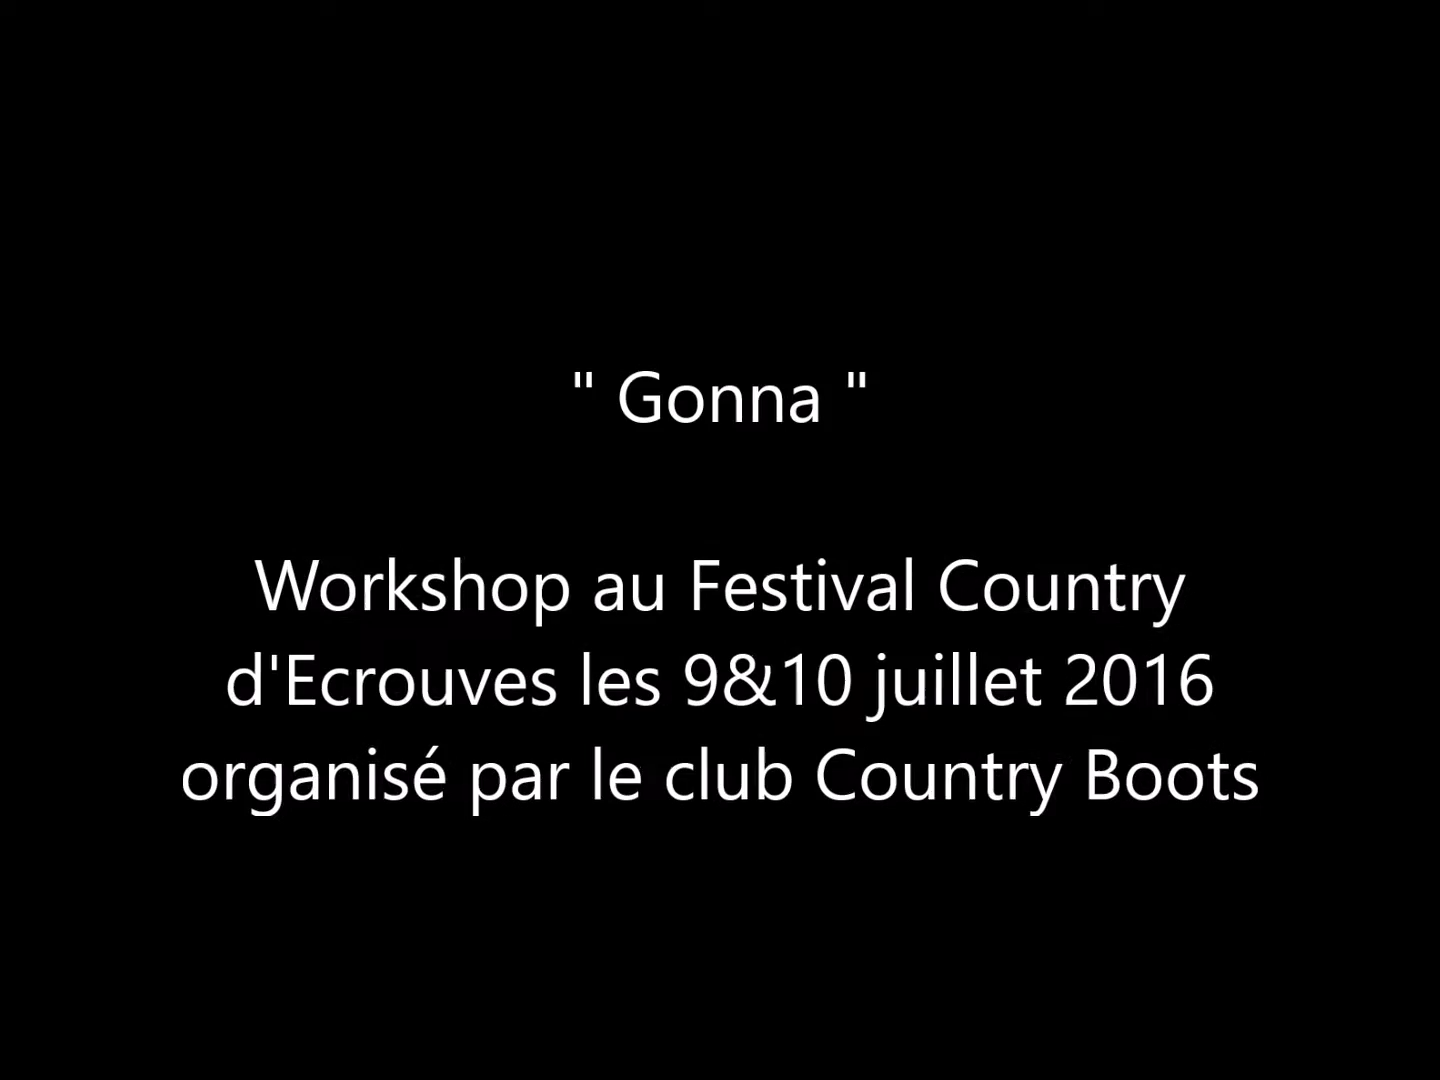 " Gonna "
Workshop au Festival Country
d'Ecrouves les 9&10 juillet 2016
organisé par le club Country Boots